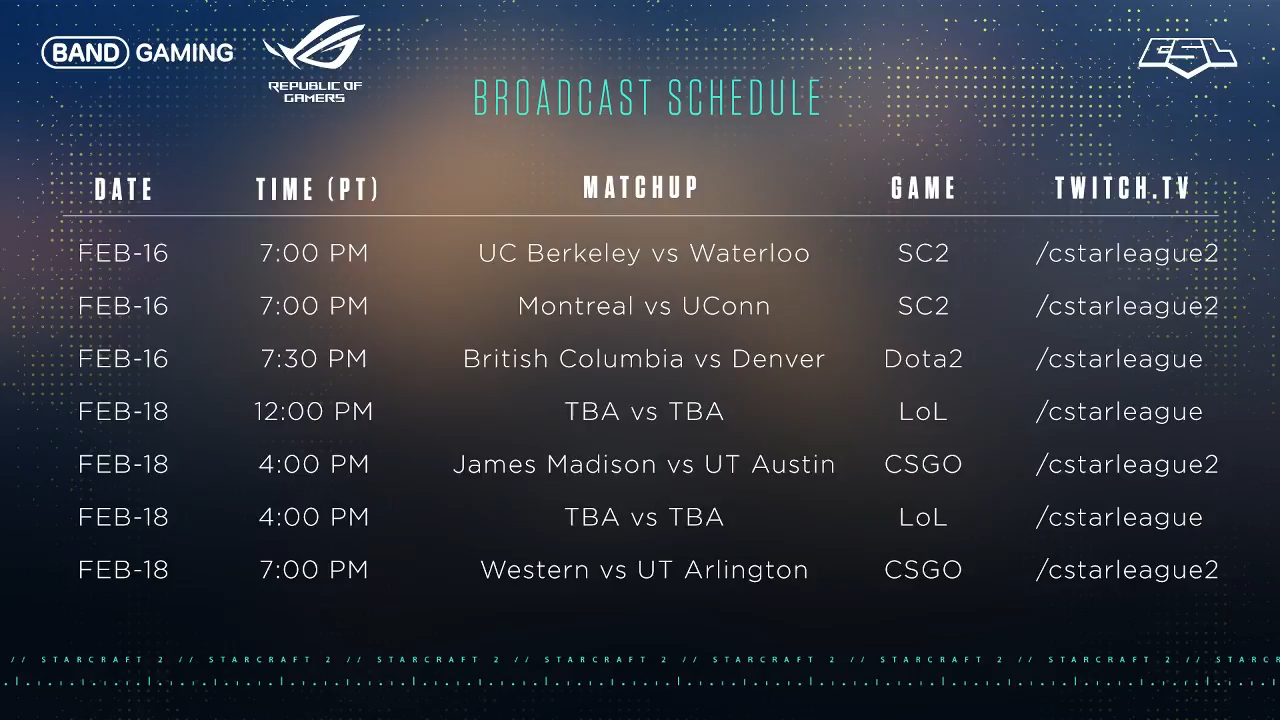 BAND GAMING
REPUBLIC OF
GAMERS
CSL
BROADCAST SCHEDULE
DATE TIME (PT) MATCHUP GAME TWITCH.TV
FEB-16 7:00 PM UC Berkeley vs Waterloo SC2 /cstarleague2
FEB-16 7:00 PM Montreal vs UConn SC2 /cstarleague2
FEB-16 7:30 PM British Columbia vs Denver Dota2 /cstarleague
FEB-18 12:00 PM TBA vs TBA LoL /cstarleague
FEB-18 4:00 PM James Madison vs UT Austin CSGO /cstarleague2
FEB-18 4:00 PM TBA vs TBA LoL /cstarleague
FEB-18 7:00 PM Western vs UT Arlington CSGO /cstarleague2
// STARCRAFT 2 // STARCRAFT 2 // STARCRAFT 2 // STARCRAFT 2 // STARCRAFT 2 // STARCRAFT 2 // STARCRAFT 2 // STARCR